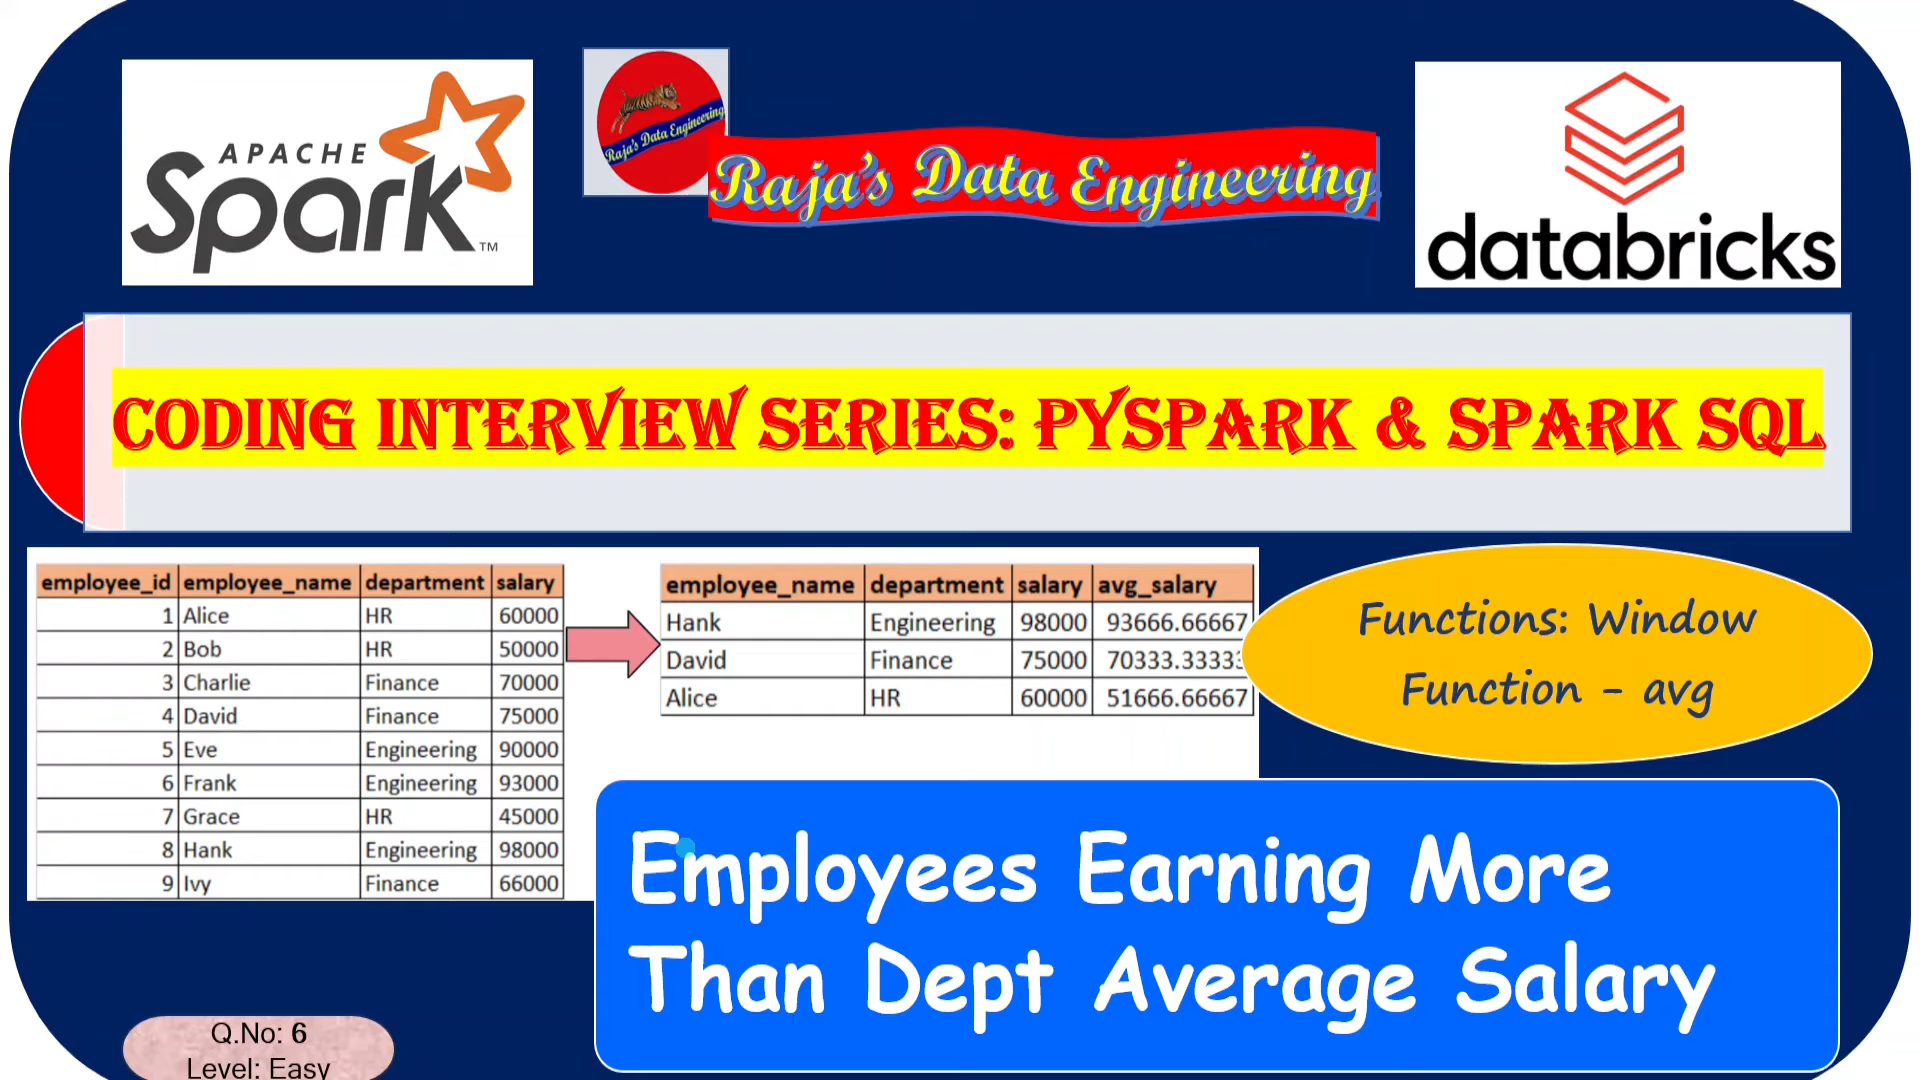 APACHE
Spark™
Raja's Data Engineering
Raja's Data Engineering
databricks
CODING INTERVIEW SERIES: PYSPARK & SPARK SQL
employee_id employee_name department salary
1 Alice HR 60000
2 Bob HR 50000
3 Charlie Finance 70000
4 David Finance 75000
5 Eve Engineering 90000
6 Frank Engineering 93000
7 Grace HR 45000
8 Hank Engineering 98000
9 Ivy Finance 66000
employee_name department salary avg_salary
Hank Engineering 98000 93666.66667
David Finance 75000 70333.33333
Alice HR 60000 51666.66667
Functions: Window
Function - avg
Employees Earning More
Than Dept Average Salary
Q.No: 6
Level: Easy